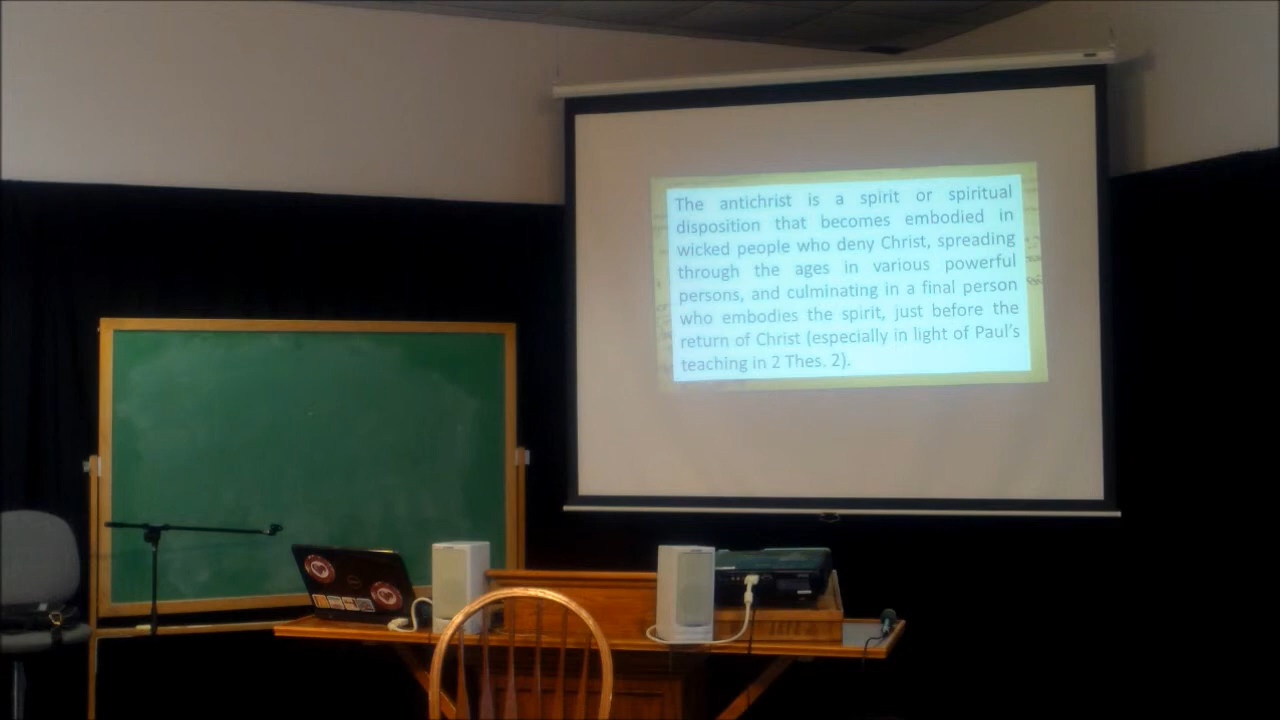 The antichrist is a spirit or spiritual
disposition that becomes embodied in
wicked people who deny Christ, spreading
through the ages in various powerful
persons, and culminating in a final person
who embodies the spirit, just before the
return of Christ (especially in light of Paul's
teaching in 2 Thes. 2).